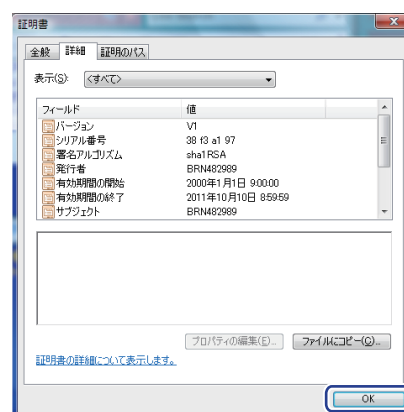 証明書
全般 詳細 証明のパス
表示(S): <すべて>
フィールド 値
バージョン V1
シリアル番号 38 f3 a1 97
署名アルゴリズム sha1RSA
発行者 BRN482989
有効期間の開始 2000年1月1日 9:00:00
有効期間の終了 2011年10月10日 8:59:59
サブジェクト BRN482989
プロパティの編集(E)... ファイルにコピー(C)...
証明書の詳細について表示します。
OK